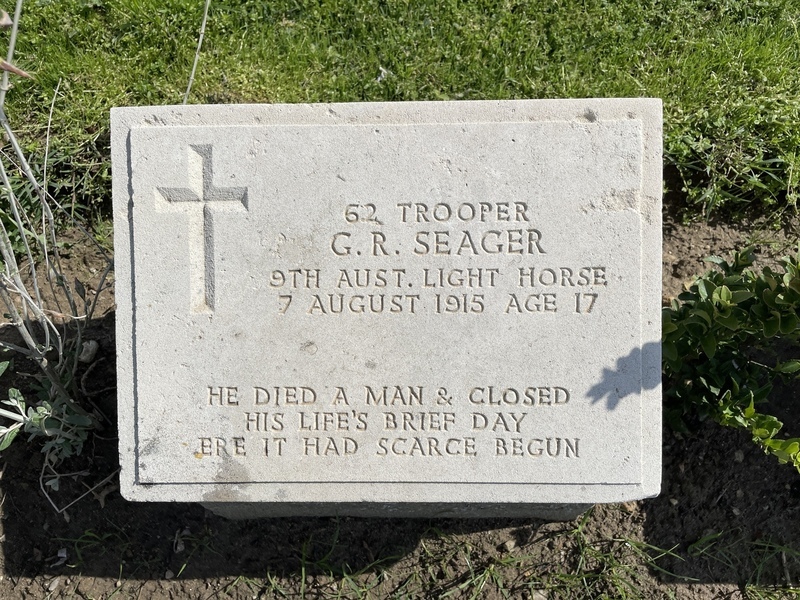 62 TROOPER
G. R. SEAGER
9TH AUST. LIGHT HORSE
7 AUGUST 1915 AGE 17
HE DIED A MAN & CLOSED
HIS LIFE'S BRIEF DAY
ERE IT HAD SCARCE BEGUN